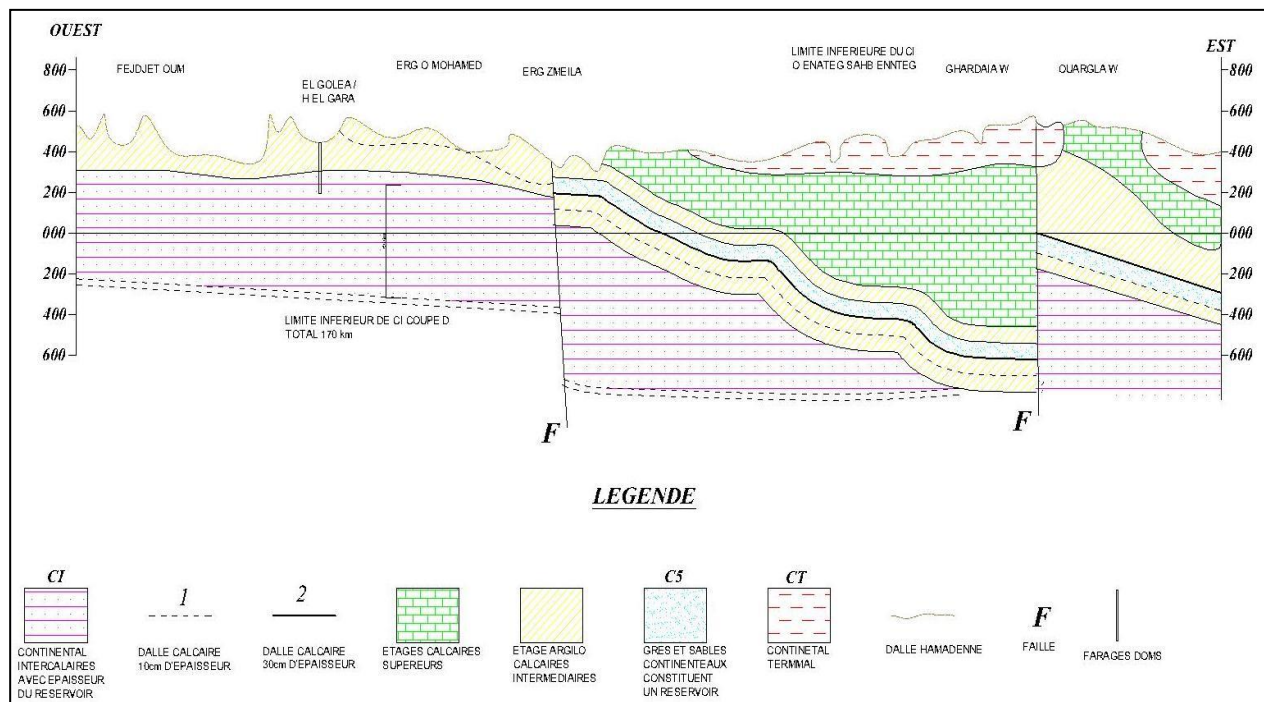 OUEST
EST
FEJDJET OUM
EL GOLEA /
H EL GARA
ERG O MOHAMED
ERG ZMEILA
LIMITE INFERIEURE DU CI
O ENATEG SAHB ENNTEG
GHARDAIA W
OUARGLA W
800
600
400
200
000
200
400
600
800
600
400
200
000
200
400
600
LIMITE INFERIEUR DE CI COUPE D
TOTAL 170 km
F
F
LEGENDE
CI
CONTINENTAL
INTERCALAIRES
AVEC EPAISSEUR
DU RESERVOIR
1
DALLE CALCAIRE
10cm D'EPAISSEUR
2
DALLE CALCAIRE
30cm D'EPAISEUR
ETAGES CALCAIRES
SUPEREURS
ETAGE ARGILO
CALCAIRES
INTERMEDIAIRES
C5
GRES ET SABLES
CONTINENTEAUX
CONSTITUENT
UN RESERVOIR
CT
CONTINETAL
TERMMAL
DALLE HAMADENNE
F
FAILLE
FARAGES DOMS